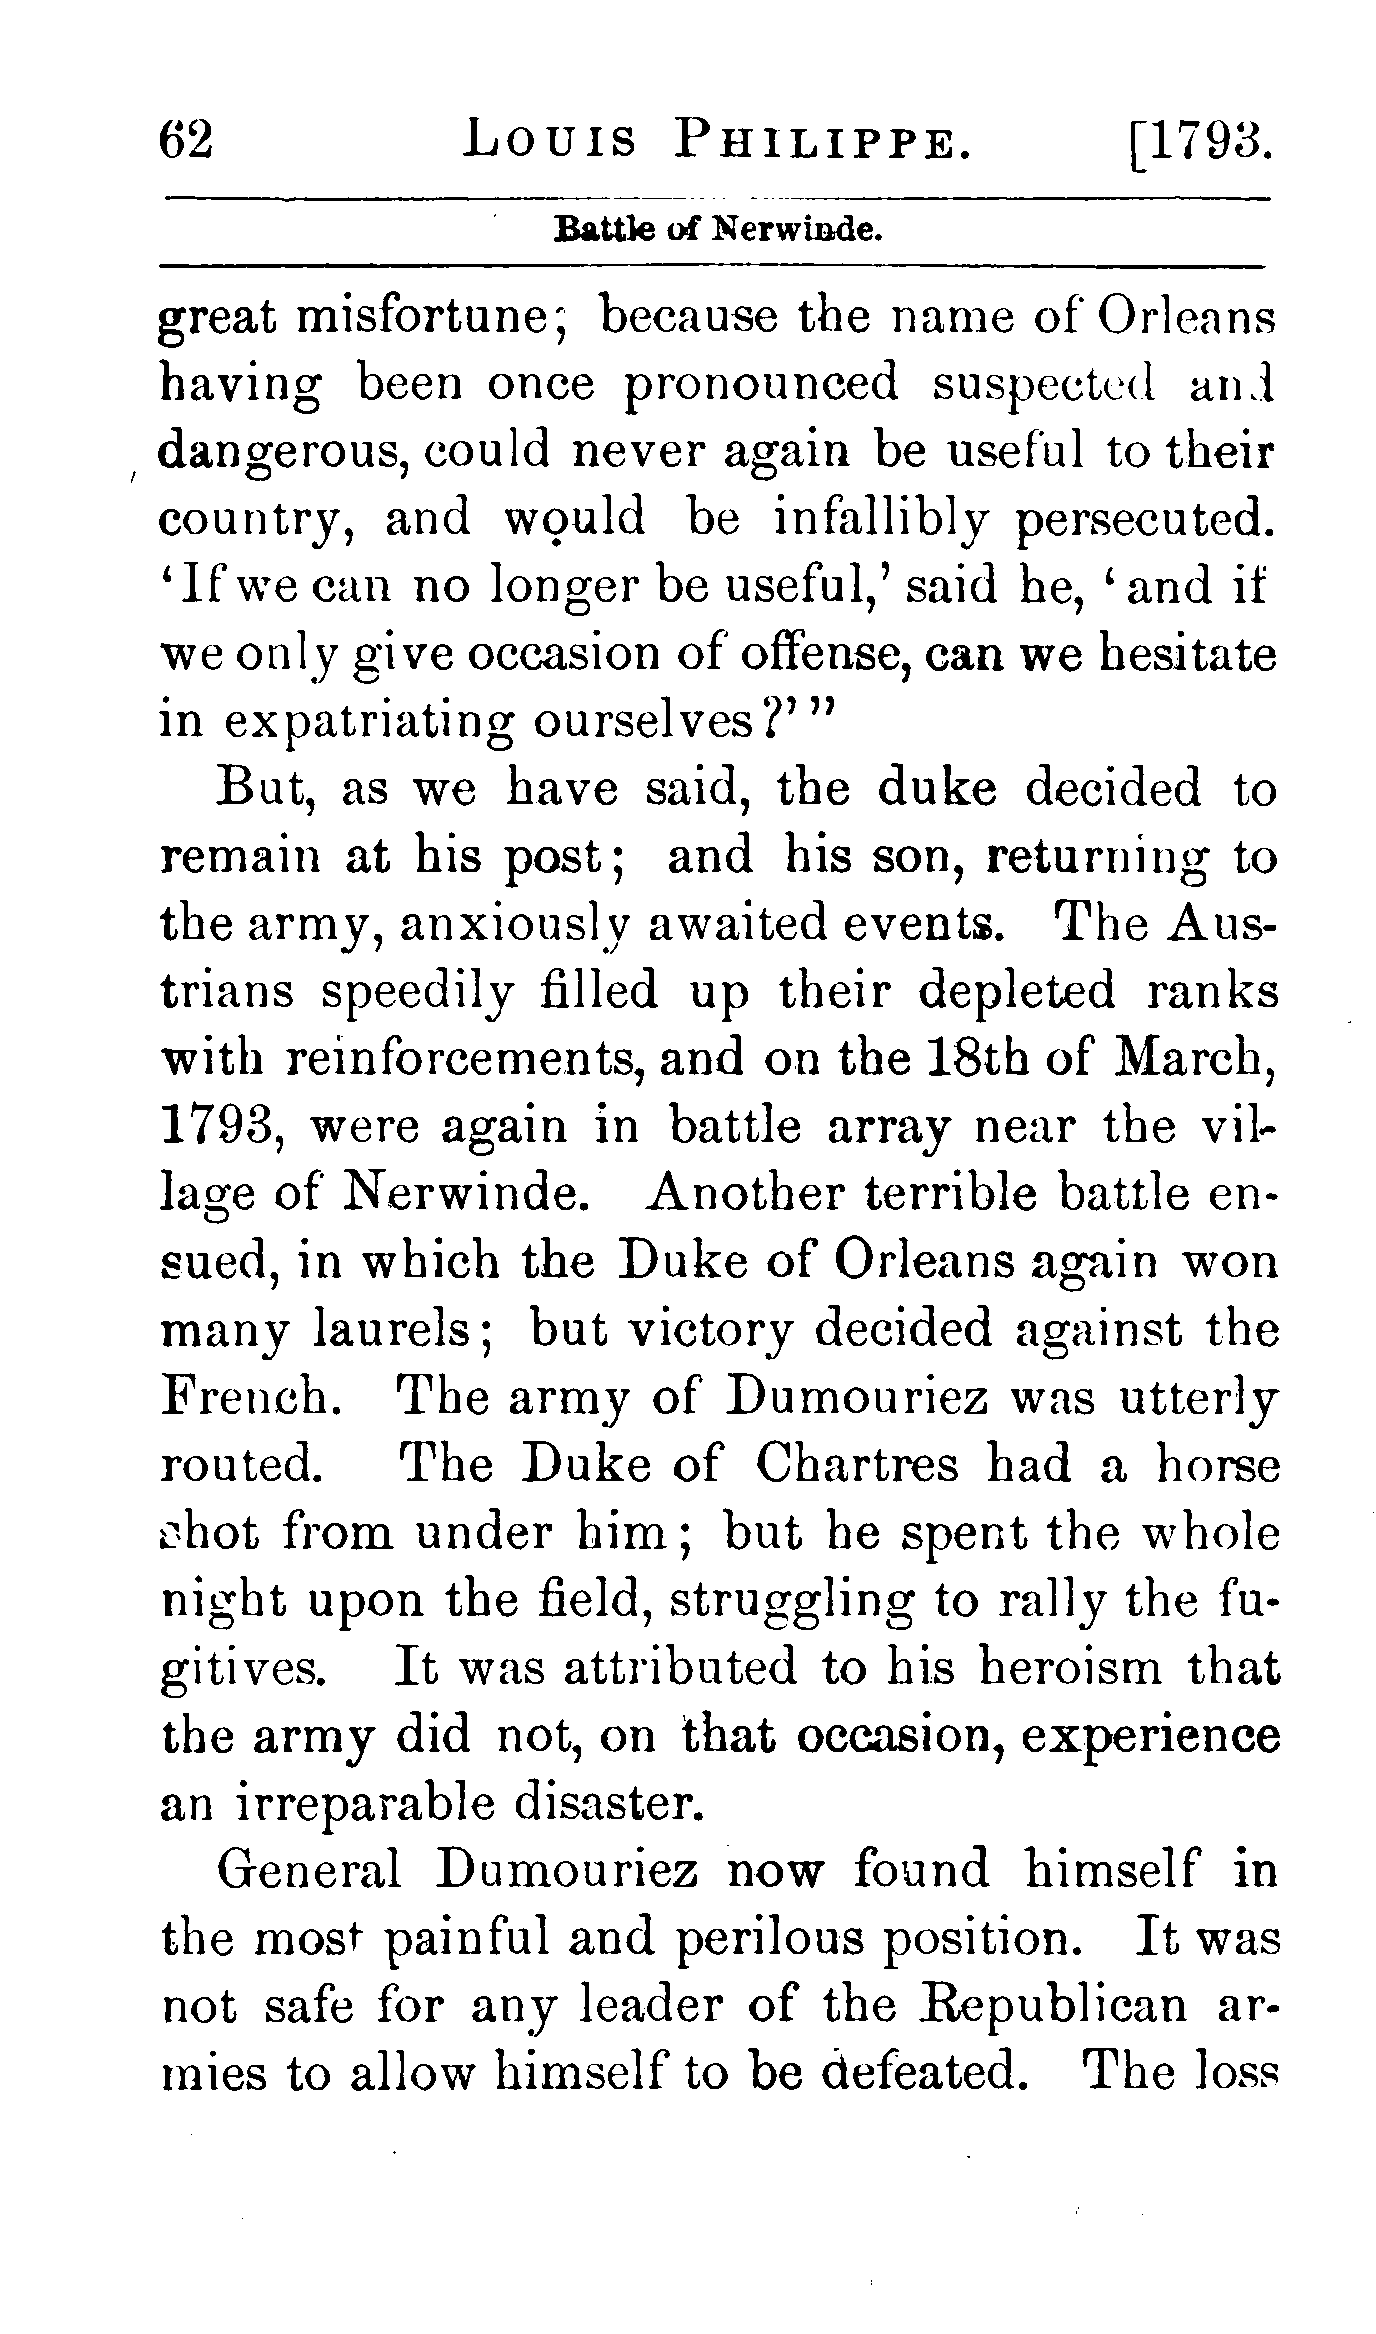 62 LOUIS PHILIPPE. [1793.
Battle of Nerwinde.
great misfortune; because the name of Orleans
having been once pronounced suspected and
dangerous, could never again be useful to their
country, and would be infallibly persecuted.
‘If we can no longer be useful,’ said he, ‘and if
we only give occasion of offense, can we hesitate
in expatriating ourselves?’”
But, as we have said, the duke decided to
remain at his post; and his son, returning to
the army, anxiously awaited events. The Aus-
trians speedily filled up their depleted ranks
with reinforcements, and on the 18th of March,
1793, were again in battle array near the vil-
lage of Nerwinde. Another terrible battle en-
sued, in which the Duke of Orleans again won
many laurels; but victory decided against the
French. The army of Dumouriez was utterly
routed. The Duke of Chartres had a horse
shot from under him; but he spent the whole
night upon the field, struggling to rally the fu-
gitives. It was attributed to his heroism that
the army did not, on that occasion, experience
an irreparable disaster.
General Dumouriez now found himself in
the most painful and perilous position. It was
not safe for any leader of the Republican ar-
mies to allow himself to be defeated. The loss